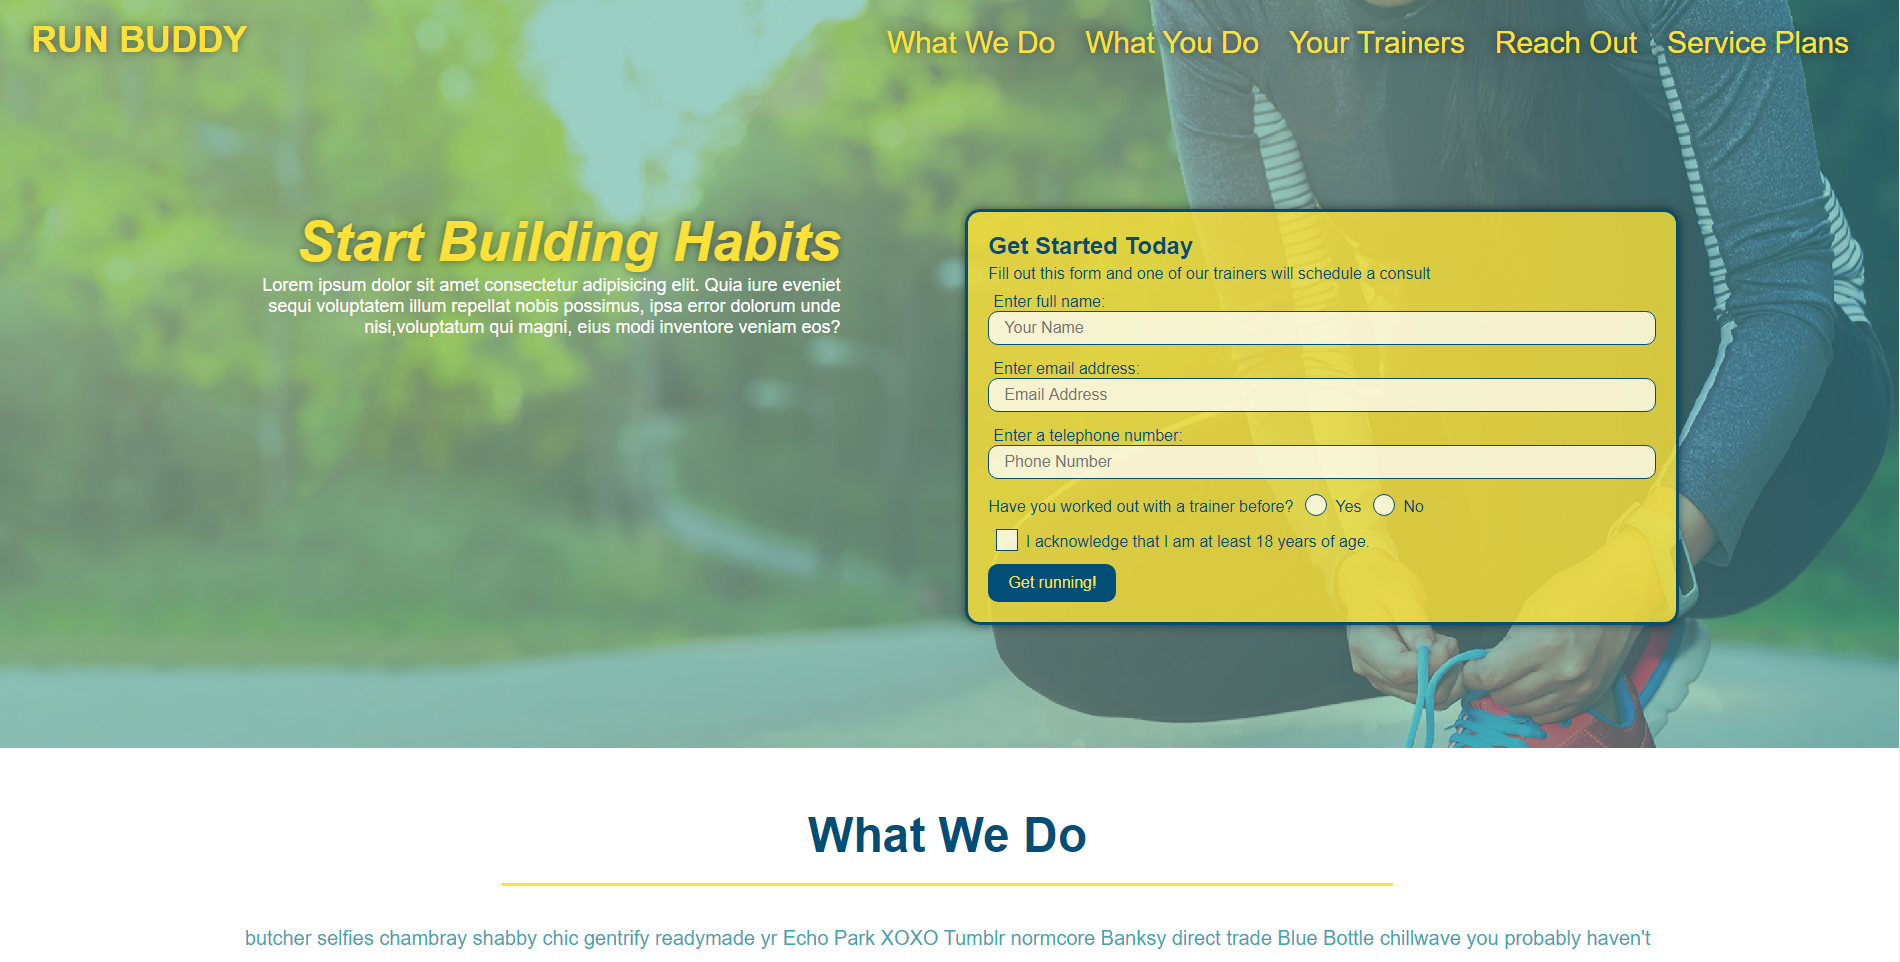 RUN BUDDY
What We Do What You Do Your Trainers Reach Out Service Plans
Start Building Habits
Lorem ipsum dolor sit amet consectetur adipisicing elit. Quia iure eveniet
sequi voluptatem illum repellat nobis possimus, ipsa error dolorum unde
nisi,voluptatum qui magni, eius modi inventore veniam eos?
Get Started Today
Fill out this form and one of our trainers will schedule a consult
Enter full name:
Your Name
Enter email address:
Email Address
Enter a telephone number:
Phone Number
Have you worked out with a trainer before? Yes No
I acknowledge that I am at least 18 years of age.
Get running!
What We Do
butcher selfies chambray shabby chic gentrify readymade yr Echo Park XOXO Tumblr normcore Banksy direct trade Blue Bottle chillwave you probably haven't